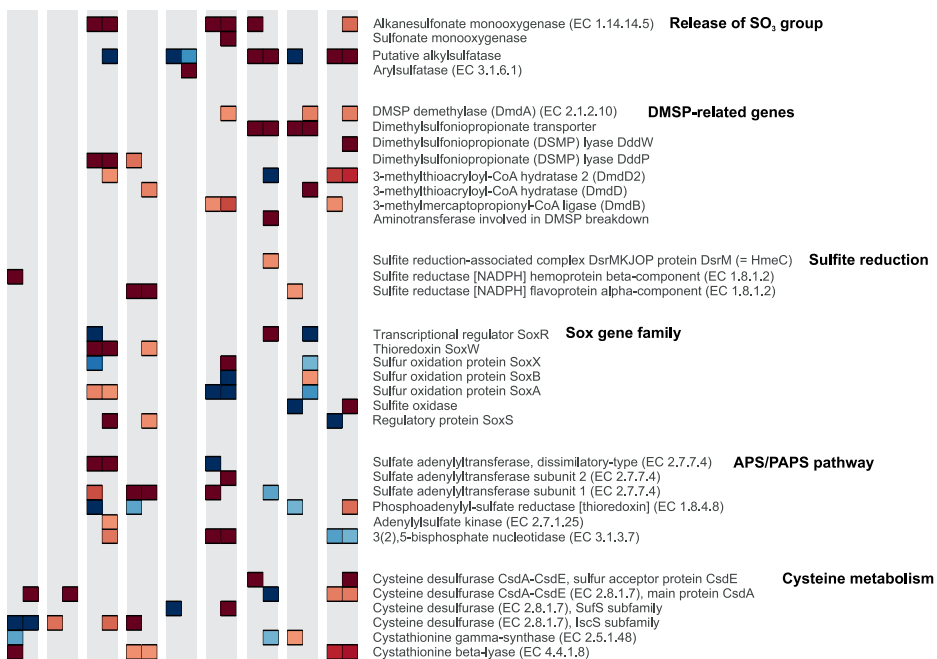 Alkanesulfonate monooxygenase (EC 1.14.14.5) Release of SO₃ group
Sulfonate monooxygenase
Putative alkylsulfatase
Arylsulfatase (EC 3.1.6.1)
DMSP demethylase (DmdA) (EC 2.1.2.10) DMSP-related genes
Dimethylsulfoniopropionate transporter
Dimethylsulfoniopropionate (DSMP) lyase DddW
Dimethylsulfoniopropionate (DSMP) lyase DddP
3-methylthioacryloyl-CoA hydratase 2 (DmdD2)
3-methylthioacryloyl-CoA hydratase (DmdD)
3-methylmercaptopropionyl-CoA ligase (DmdB)
Aminotransferase involved in DMSP breakdown
Sulfite reduction-associated complex DsrMKJOP protein DsrM (= HmeC) Sulfite reduction
Sulfite reductase [NADPH] hemoprotein beta-component (EC 1.8.1.2)
Sulfite reductase [NADPH] flavoprotein alpha-component (EC 1.8.1.2)
Transcriptional regulator SoxR Sox gene family
Thioredoxin SoxW
Sulfur oxidation protein SoxX
Sulfur oxidation protein SoxB
Sulfur oxidation protein SoxA
Sulfite oxidase
Regulatory protein SoxS
Sulfate adenylyltransferase, dissimilatory-type (EC 2.7.7.4) APS/PAPS pathway
Sulfate adenylyltransferase subunit 2 (EC 2.7.7.4)
Sulfate adenylyltransferase subunit 1 (EC 2.7.7.4)
Phosphoadenylyl-sulfate reductase [thioredoxin] (EC 1.8.4.8)
Adenylylsulfate kinase (EC 2.7.1.25)
3(2),5-bisphosphate nucleotidase (EC 3.1.3.7)
Cysteine desulfurase CsdA-CsdE, sulfur acceptor protein CsdE Cysteine metabolism
Cysteine desulfurase CsdA-CsdE (EC 2.8.1.7), main protein CsdA
Cysteine desulfurase (EC 2.8.1.7), SufS subfamily
Cysteine desulfurase (EC 2.8.1.7), IscS subfamily
Cystathionine gamma-synthase (EC 2.5.1.48)
Cystathionine beta-lyase (EC 4.4.1.8)